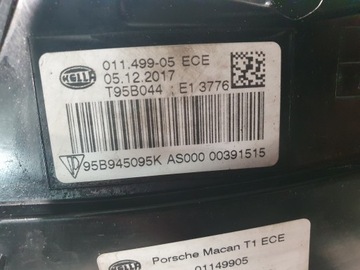 HELLA
011.499-05 ECE
05.12.2017
T95B044 E1 3776
95B945095K AS000 00391515
HELLA
Porsche Macan T1 ECE
01149905